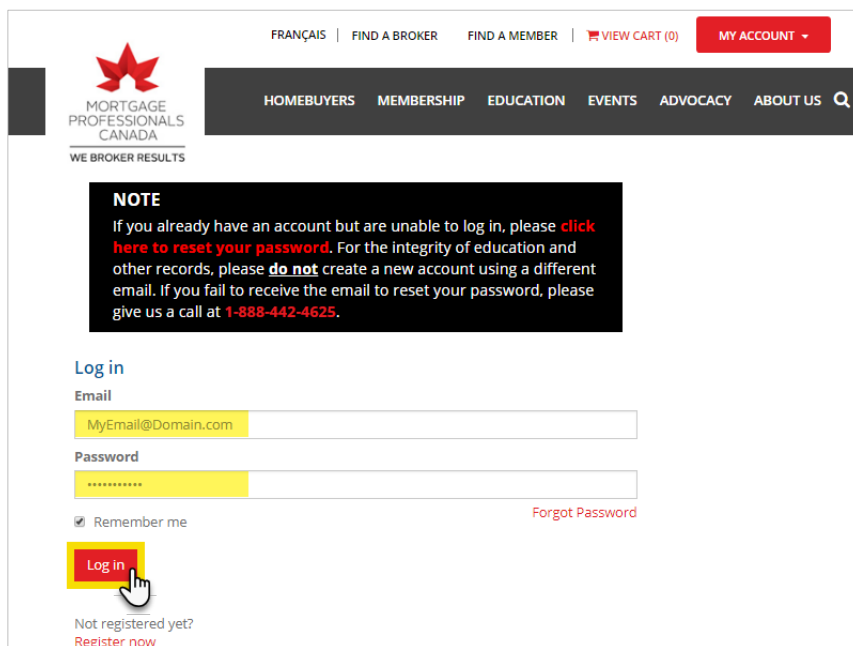 FRANÇAIS | FIND A BROKER FIND A MEMBER | VIEW CART (0) MY ACCOUNT
MORTGAGE
PROFESSIONALS
CANADA
WE BROKER RESULTS
HOMEBUYERS MEMBERSHIP EDUCATION EVENTS ADVOCACY ABOUT US
NOTE
If you already have an account but are unable to log in, please click
here to reset your password. For the integrity of education and
other records, please do not create a new account using a different
email. If you fail to receive the email to reset your password, please
give us a call at 1-888-442-4625.
Log in
Email
MyEmail@Domain.com
Password
•••••••••••
Remember me
Forgot Password
Log in
Not registered yet?
Register now